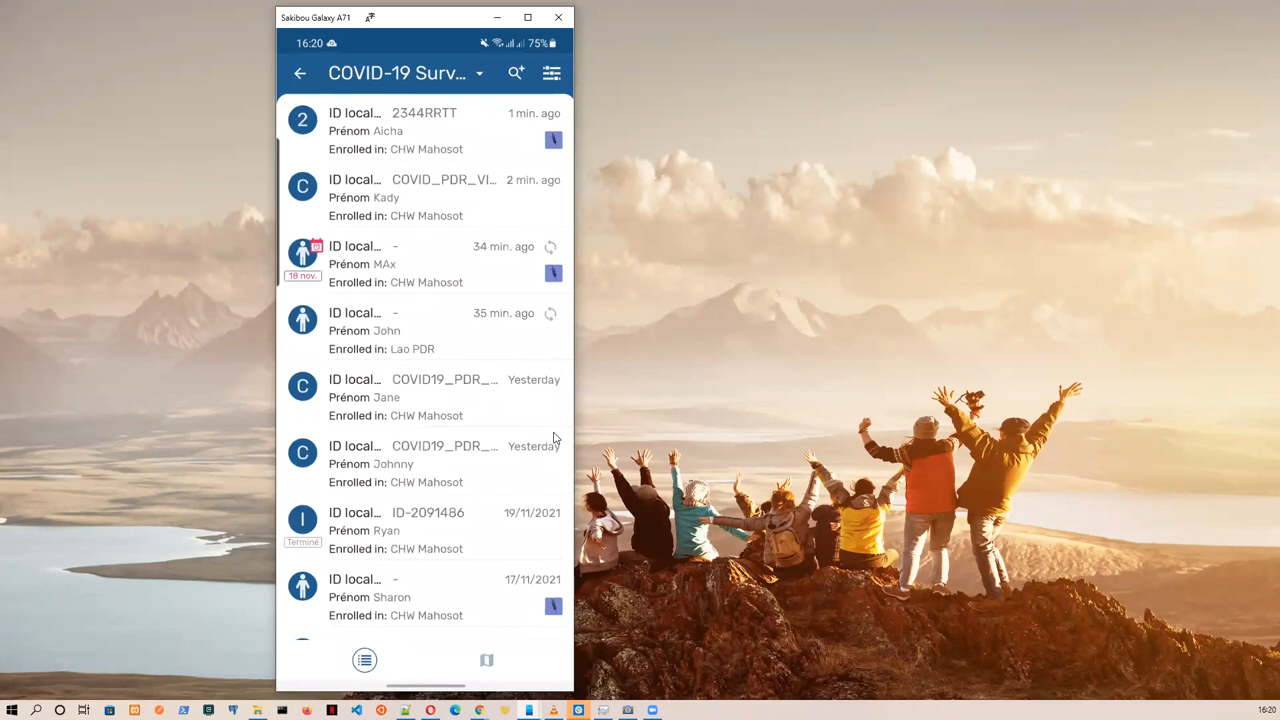 Sakibou Galaxy A71
16:20
75%
COVID-19 Surv...
2
ID local... 2344RRTT 1 min. ago
Prénom Aicha
Enrolled in: CHW Mahosot
C
ID local... COVID_PDR_VI... 2 min. ago
Prénom Kady
Enrolled in: CHW Mahosot
ID local... - 34 min. ago
Prénom MAx
18 nov.
Enrolled in: CHW Mahosot
ID local... - 35 min. ago
Prénom John
Enrolled in: Lao PDR
C
ID local... COVID19_PDR_... Yesterday
Prénom Jane
Enrolled in: CHW Mahosot
C
ID local... COVID19_PDR_... Yesterday
Prénom Johnny
Enrolled in: CHW Mahosot
I
ID local... ID-2091486 19/11/2021
Prénom Ryan
Terminé
Enrolled in: CHW Mahosot
ID local... - 17/11/2021
Prénom Sharon
Enrolled in: CHW Mahosot
16:20